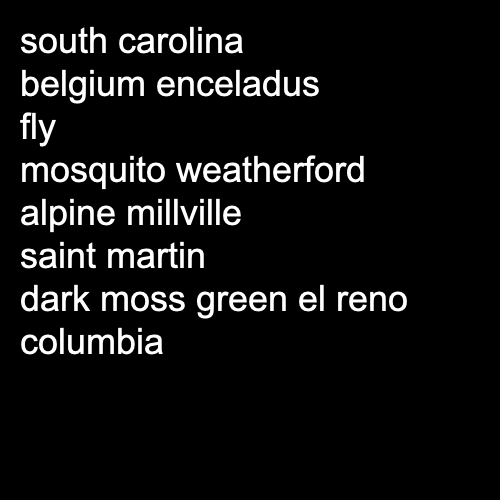 south carolina
belgium enceladus
fly
mosquito weatherford
alpine millville
saint martin
dark moss green el reno
columbia